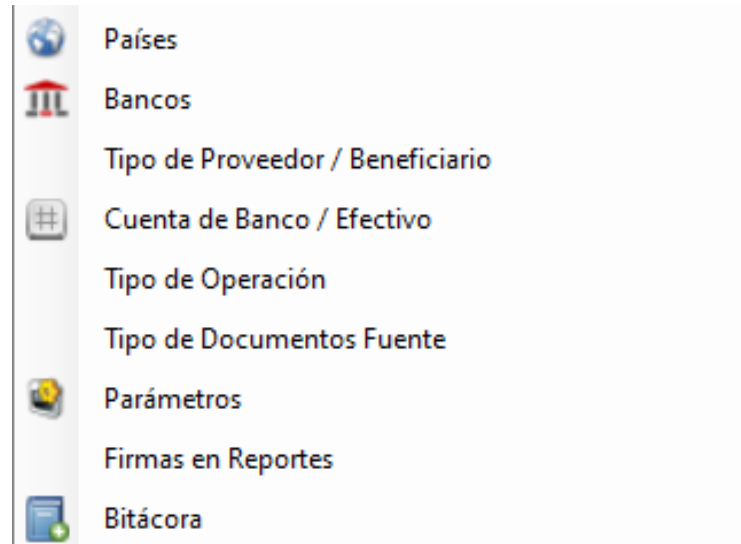 Países
Bancos
Tipo de Proveedor / Beneficiario
Cuenta de Banco / Efectivo
Tipo de Operación
Tipo de Documentos Fuente
Parámetros
Firmas en Reportes
Bitácora